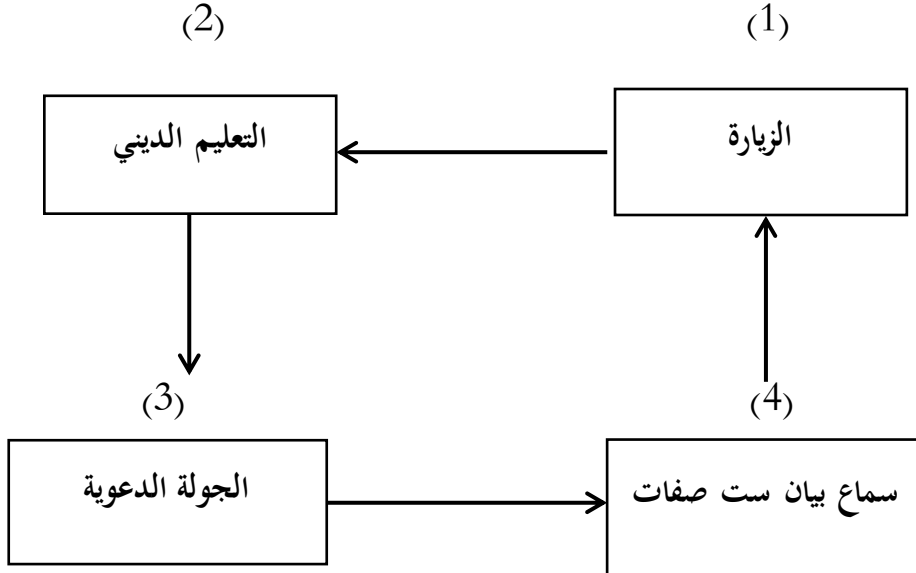 (1)
الزيارة
(2)
التعليم الديني
(3)
الجولة الدعوية
(4)
سماع بيان ست صفات